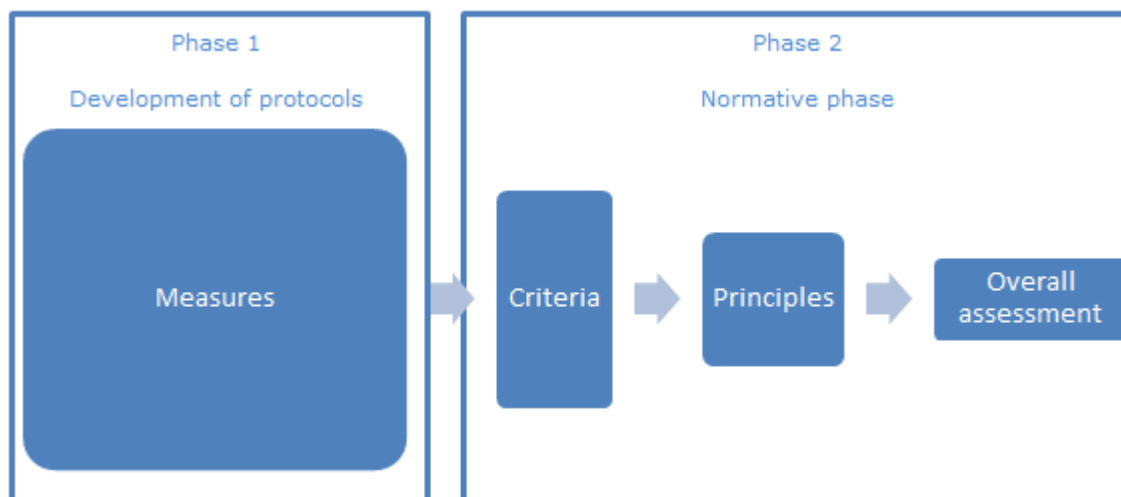 Phase 1
Development of protocols
Measures
Phase 2
Normative phase
Criteria
Principles
Overall
assessment